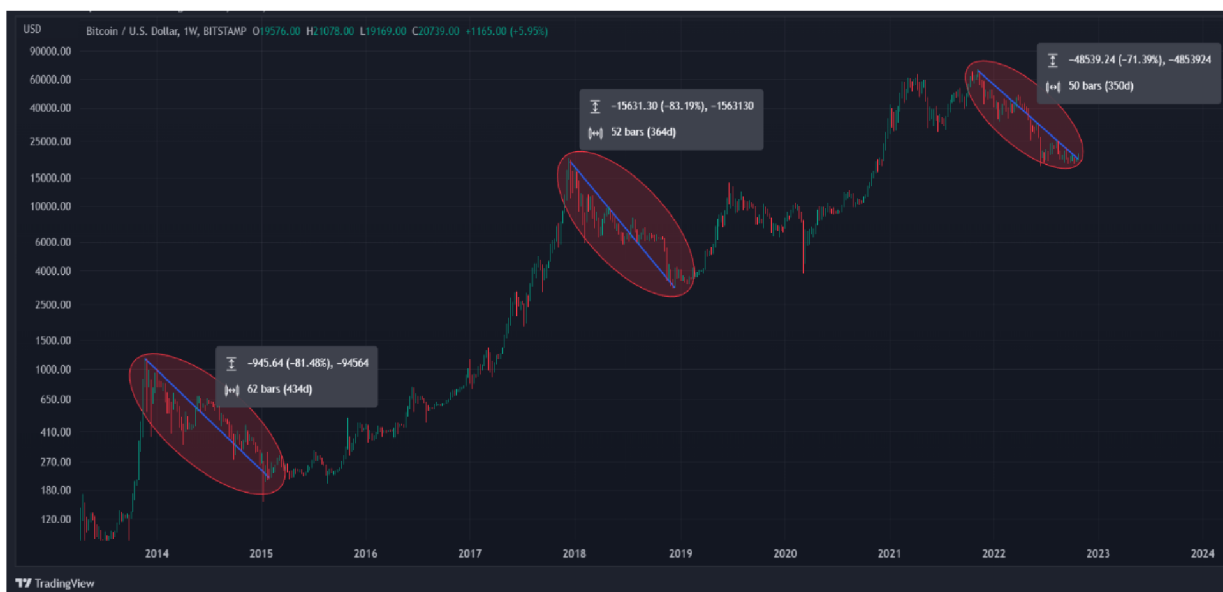 USD
Bitcoin / U.S. Dollar, 1W, BITSTAMP O19576.00 H21078.00 L19169.00 C20739.00 +1165.00 (+5.95%)
90000.00
60000.00
40000.00
25000.00
15000.00
10000.00
6000.00
4000.00
2500.00
1500.00
1000.00
650.00
410.00
270.00
180.00
120.00
−48539.24 (−71.39%), −4853924
50 bars (350d)
−15631.30 (−83.19%), −1563130
52 bars (364d)
−945.64 (−81.48%), −94564
62 bars (434d)
2014 2015 2016 2017 2018 2019 2020 2021 2022 2023 2024
TradingView